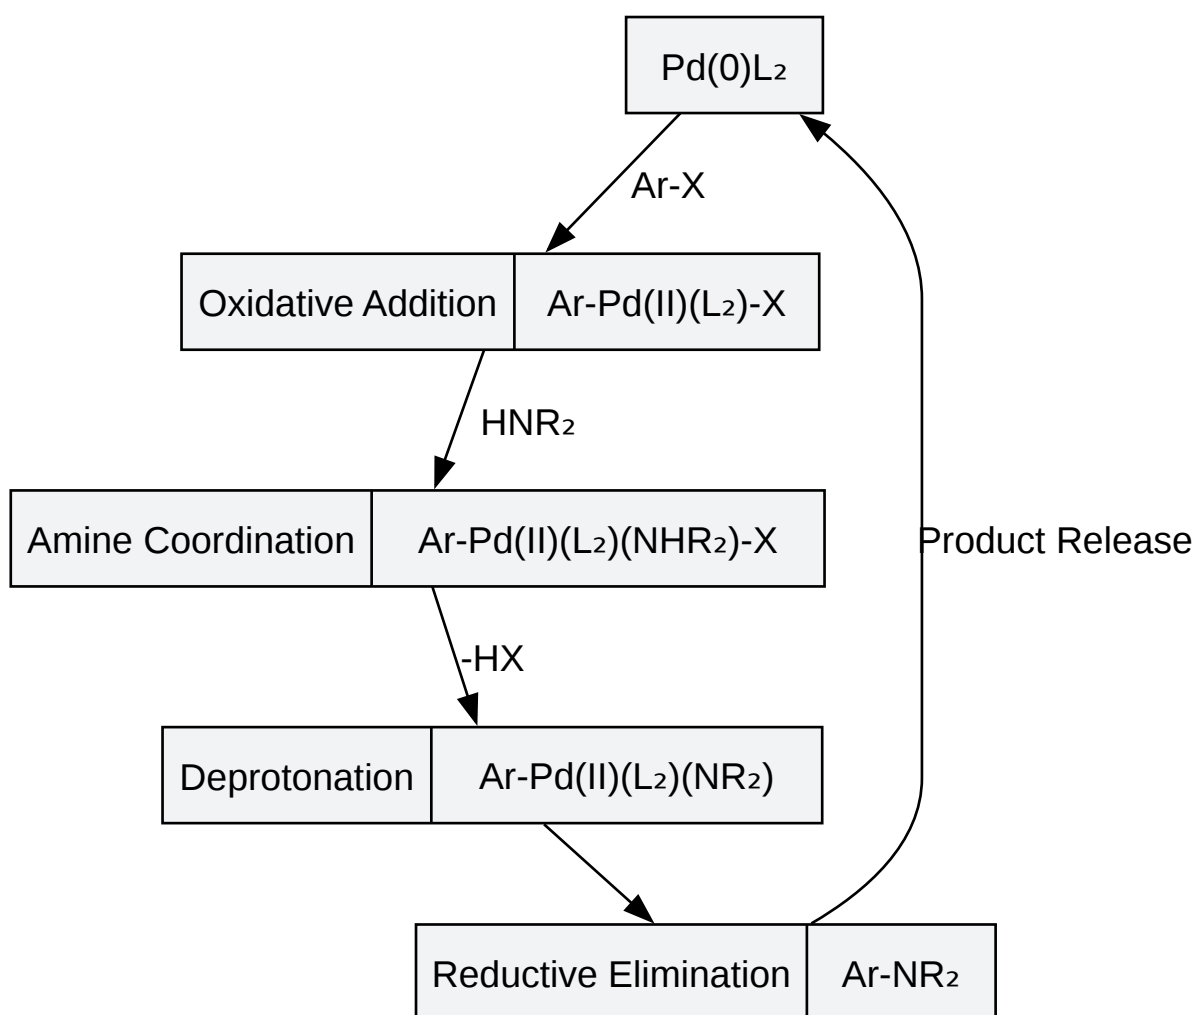 Pd(0)L₂
Ar-X
Oxidative Addition
Ar-Pd(II)(L₂)-X
HNR₂
Amine Coordination
Ar-Pd(II)(L₂)(NHR₂)-X
Product Release
-HX
Deprotonation
Ar-Pd(II)(L₂)(NR₂)
Reductive Elimination
Ar-NR₂